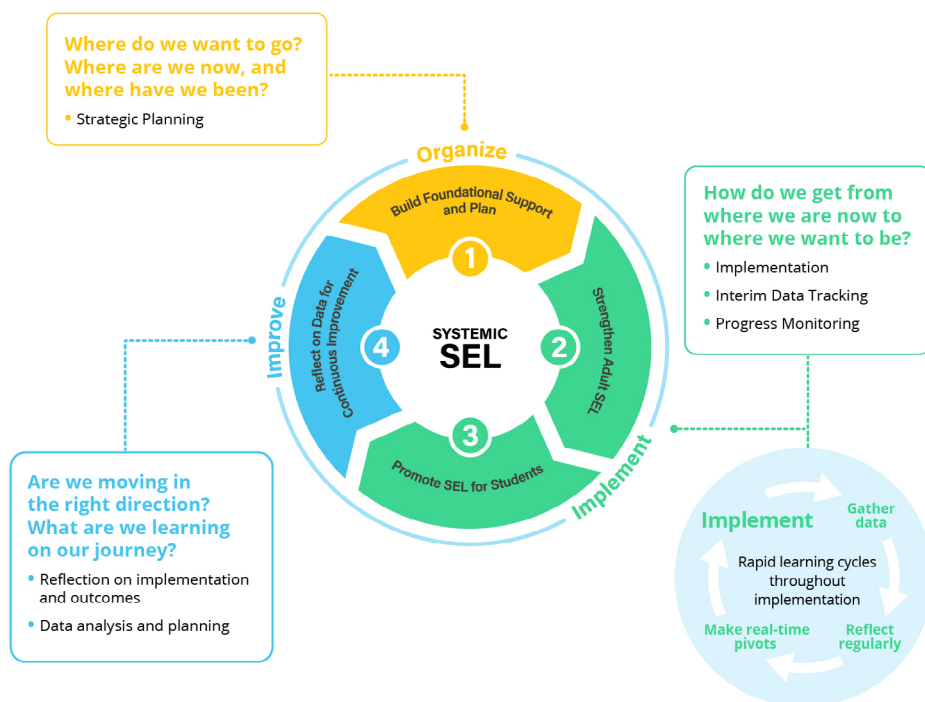 Where do we want to go?
Where are we now, and
where have we been?
• Strategic Planning
Organize
Build Foundational Support
and Plan
1
How do we get from
where we are now to
where we want to be?
• Implementation
• Interim Data Tracking
• Progress Monitoring
Improve
Reflect on Data for
Continuous Improvement
4
SYSTEMIC
SEL
2
Strengthen Adult SEL
3
Promote SEL for Students
Implement
Are we moving in
the right direction?
What are we learning
on our journey?
• Reflection on implementation
and outcomes
• Data analysis and planning
Implement
Gather
data
Rapid learning cycles
throughout
implementation
Reflect
regularly
Make real-time
pivots